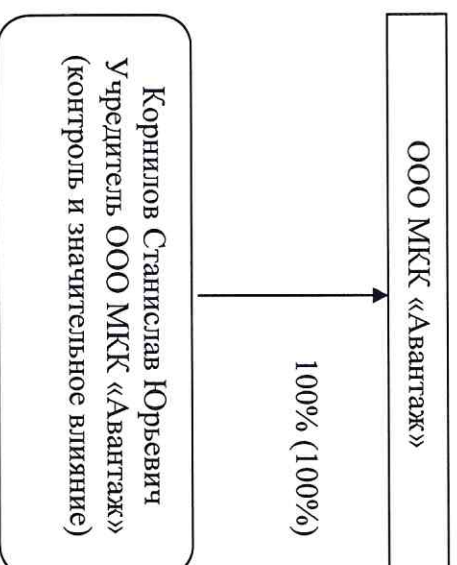 ООО МКК «Авантаж»
100% (100%)
Корнилов Станислав Юрьевич
Учредитель ООО МКК «Авантаж»
(контроль и значительное влияние)